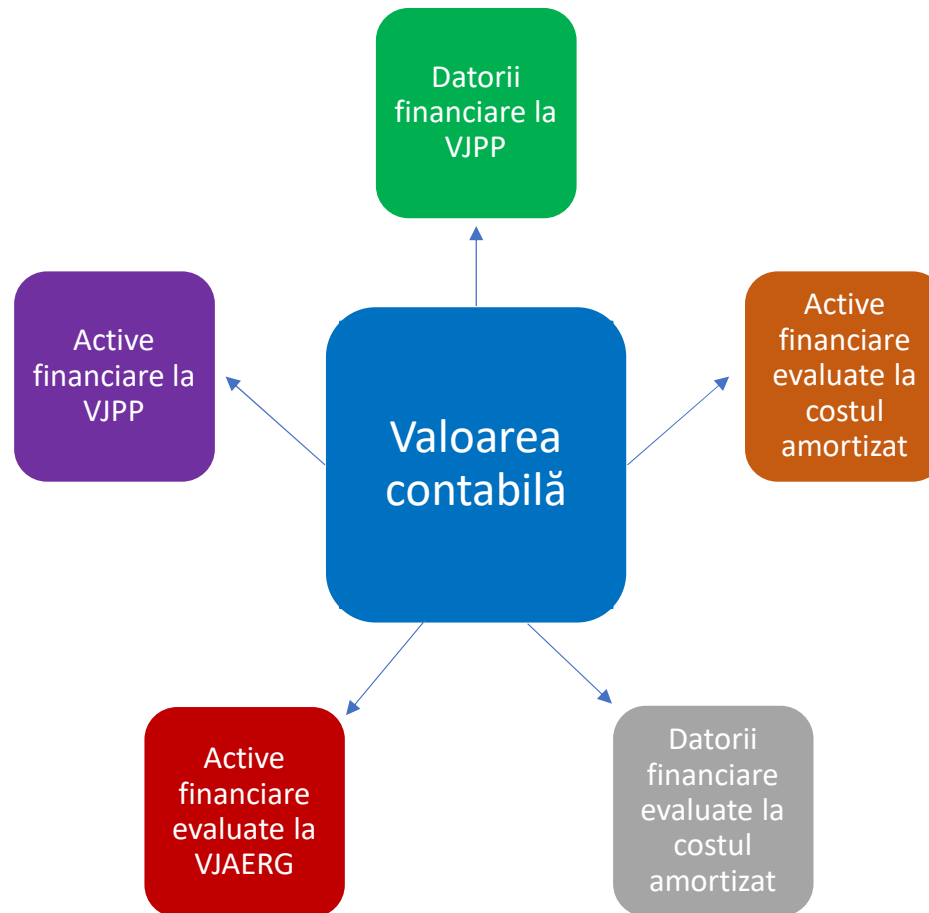 Datorii
financiare la
VJPP
Active
financiare la
VJPP
Active
financiare
evaluate la
costul
amortizat
Valoarea
contabilă
Active
financiare
evaluate la
VJAERG
Datorii
financiare
evaluate la
costul
amortizat